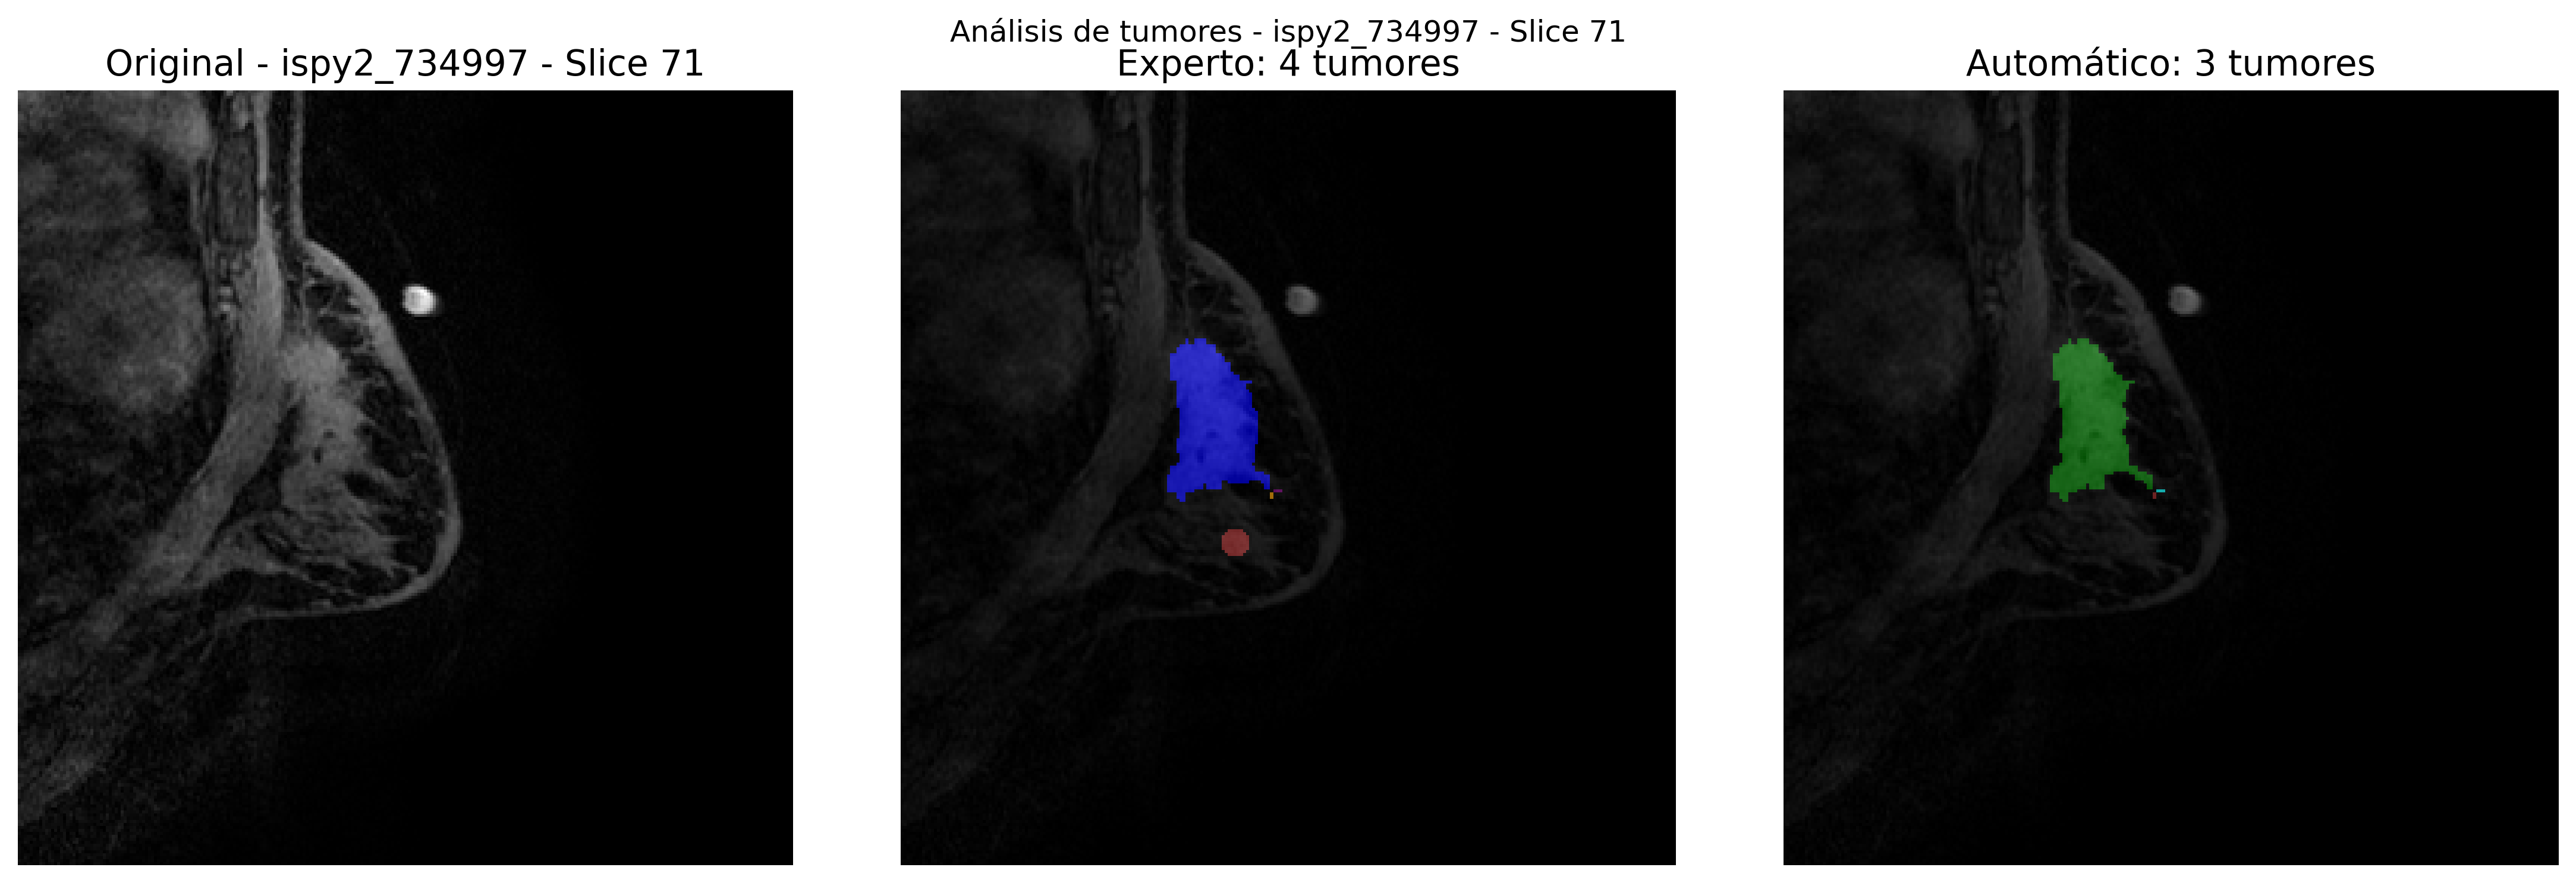 Análisis de tumores - ispy2_734997 - Slice 71
Original - ispy2_734997 - Slice 71
Experto: 4 tumores
Automático: 3 tumores